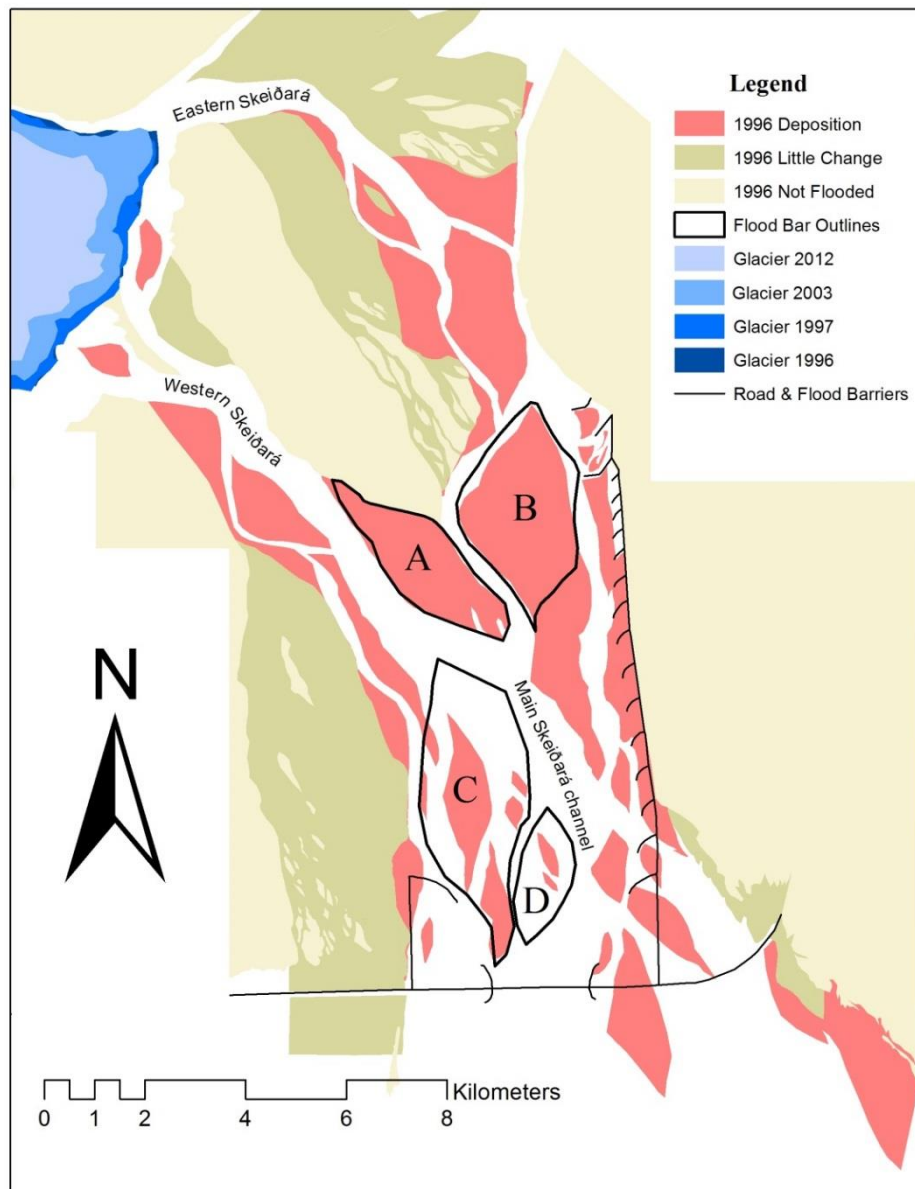 Legend
1996 Deposition
1996 Little Change
1996 Not Flooded
Flood Bar Outlines
Glacier 2012
Glacier 2003
Glacier 1997
Glacier 1996
Road & Flood Barriers
Eastern Skeiðará
Western Skeiðará
B
A
N
Main Skeiðará channel
C
D
Kilometers
0 1 2 4 6 8